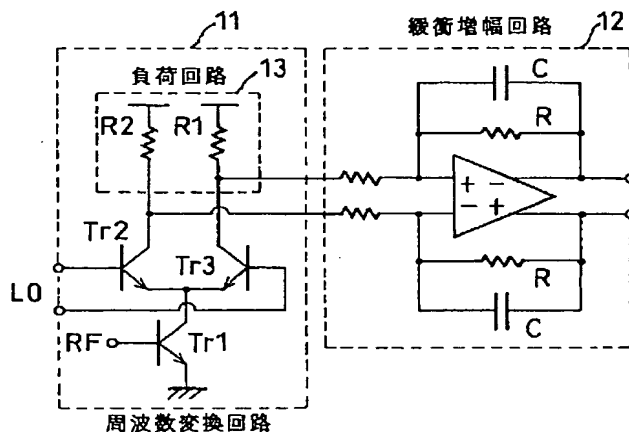 11
緩衝増幅回路
12
負荷回路
13
R2
R1
C
R
+ -
- +
Tr2
Tr3
LO
RF
Tr1
R
C
周波数変換回路